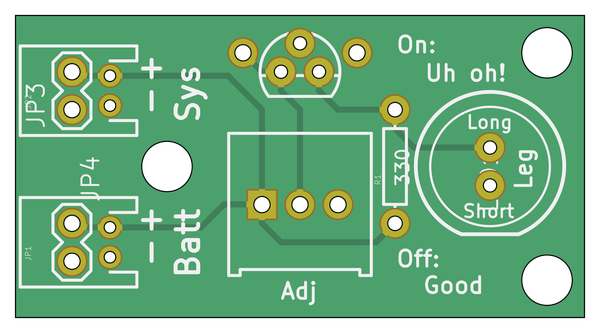 On:
Uh oh!
JP3
+
-
Sys
Long
Leg
Short
330
R1
JP4
JP1
+
-
Batt
Adj
Off:
Good